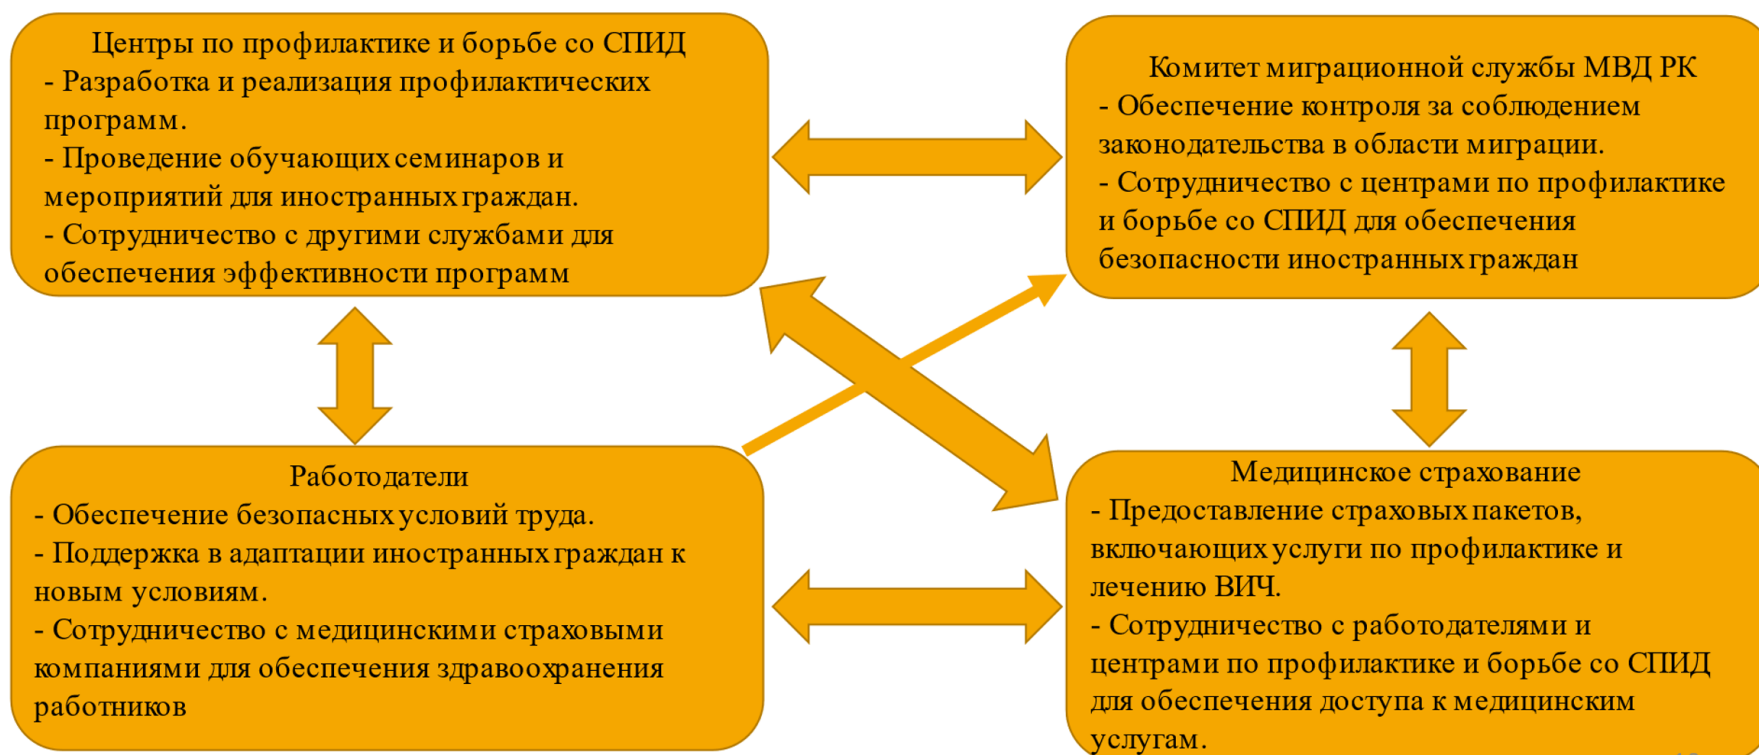 Центры по профилактике и борьбе со СПИД
- Разработка и реализация профилактических
программ.
- Проведение обучающих семинаров и
мероприятий для иностранных граждан.
- Сотрудничество с другими службами для
обеспечения эффективности программ
Комитет миграционной службы МВД РК
- Обеспечение контроля за соблюдением
законодательства в области миграции.
- Сотрудничество с центрами по профилактике
и борьбе со СПИД для обеспечения
безопасности иностранных граждан
Работодатели
- Обеспечение безопасных условий труда.
- Поддержка в адаптации иностранных граждан к
новым условиям.
- Сотрудничество с медицинскими страховыми
компаниями для обеспечения здравоохранения
работников
Медицинское страхование
- Предоставление страховых пакетов,
включающих услуги по профилактике и
лечению ВИЧ.
- Сотрудничество с работодателями и
центрами по профилактике и борьбе со СПИД
для обеспечения доступа к медицинским
услугам.